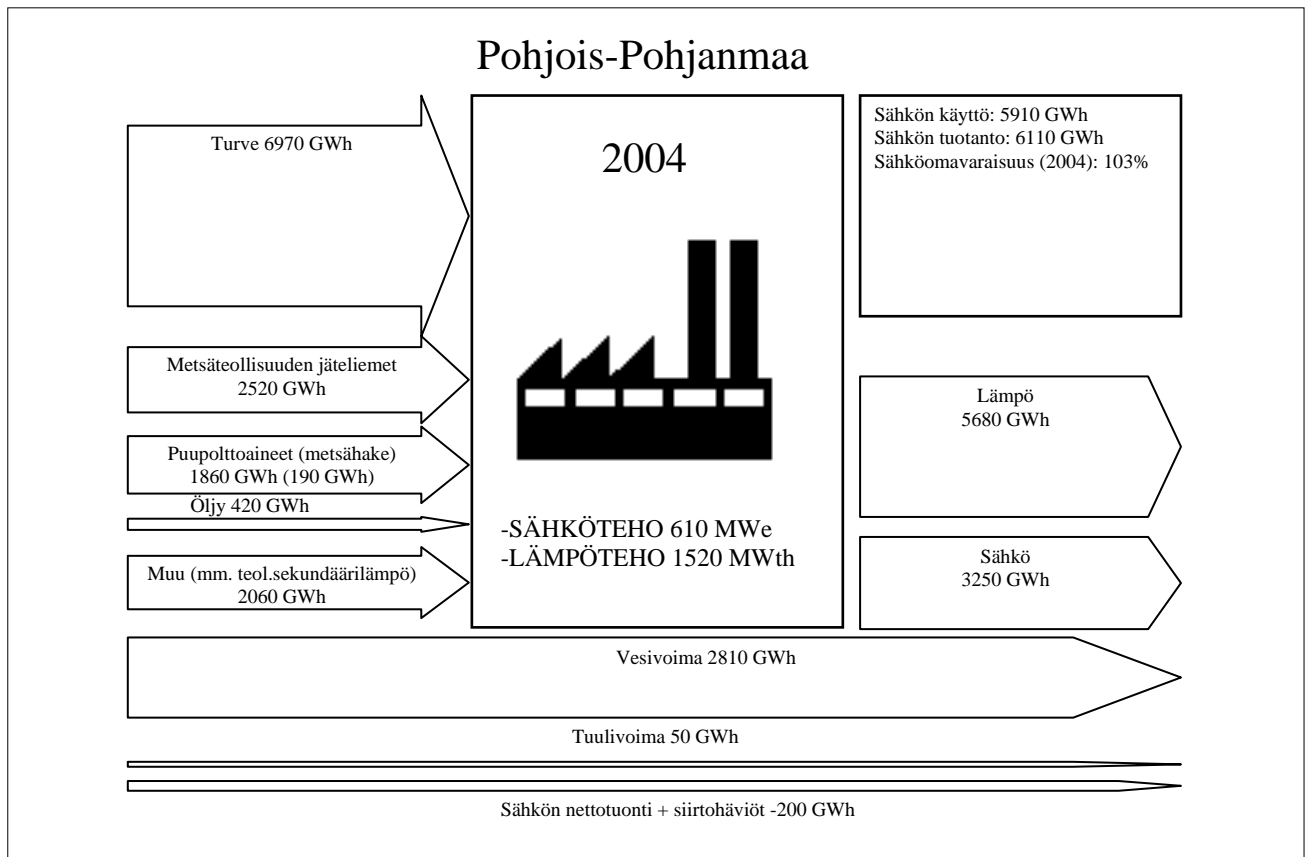 Pohjois-Pohjanmaa
Turve 6970 GWh
Metsäteollisuuden jäteliemet
2520 GWh
Puupolttoaineet (metsähake)
1860 GWh (190 GWh)
Öljy 420 GWh
Muu (mm. teol.sekundäärilämpö)
2060 GWh
2004
-SÄHKÖTEHO 610 MWe
-LÄMPÖTEHO 1520 MWth
Sähkön käyttö: 5910 GWh
Sähkön tuotanto: 6110 GWh
Sähköomavaraisuus (2004): 103%
Lämpö
5680 GWh
Sähkö
3250 GWh
Vesivoima 2810 GWh
Tuulivoima 50 GWh
Sähkön nettotuonti + siirtohäviöt -200 GWh